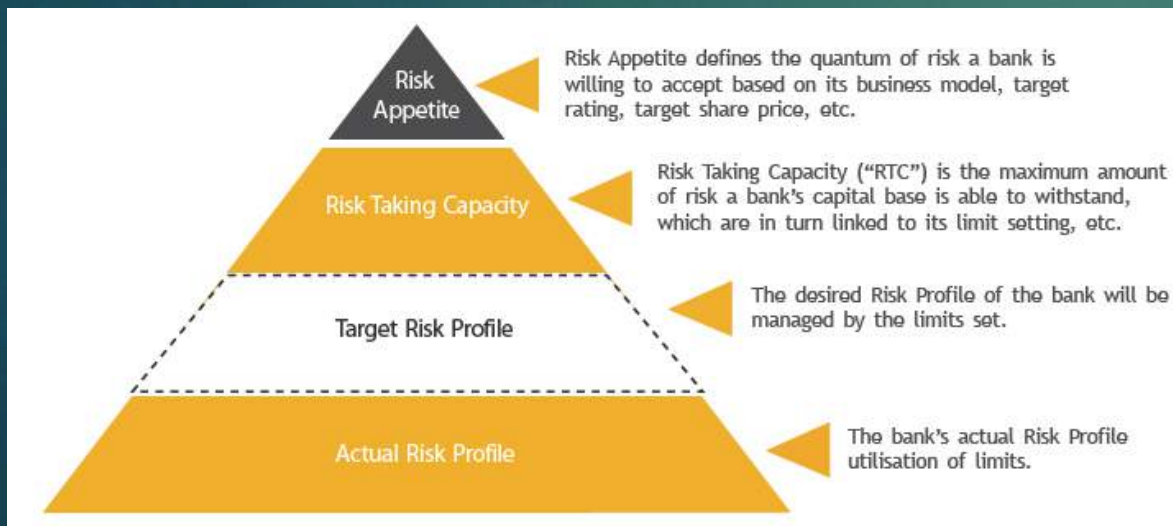 Risk
Appetite
Risk Appetite defines the quantum of risk a bank is
willing to accept based on its business model, target
rating, target share price, etc.
Risk Taking Capacity
Risk Taking Capacity (“RTC”) is the maximum amount
of risk a bank’s capital base is able to withstand,
which are in turn linked to its limit setting, etc.
Target Risk Profile
The desired Risk Profile of the bank will be
managed by the limits set.
Actual Risk Profile
The bank’s actual Risk Profile
utilisation of limits.